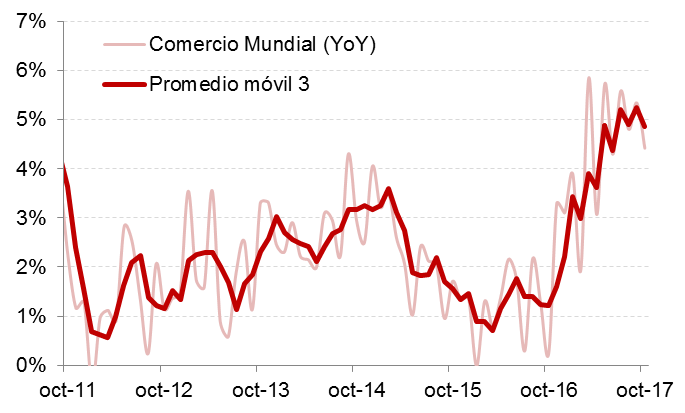 7%
Comercio Mundial (YoY)
6%
Promedio móvil 3
5%
4%
3%
2%
1%
0%
oct-11 oct-12 oct-13 oct-14 oct-15 oct-16 oct-17